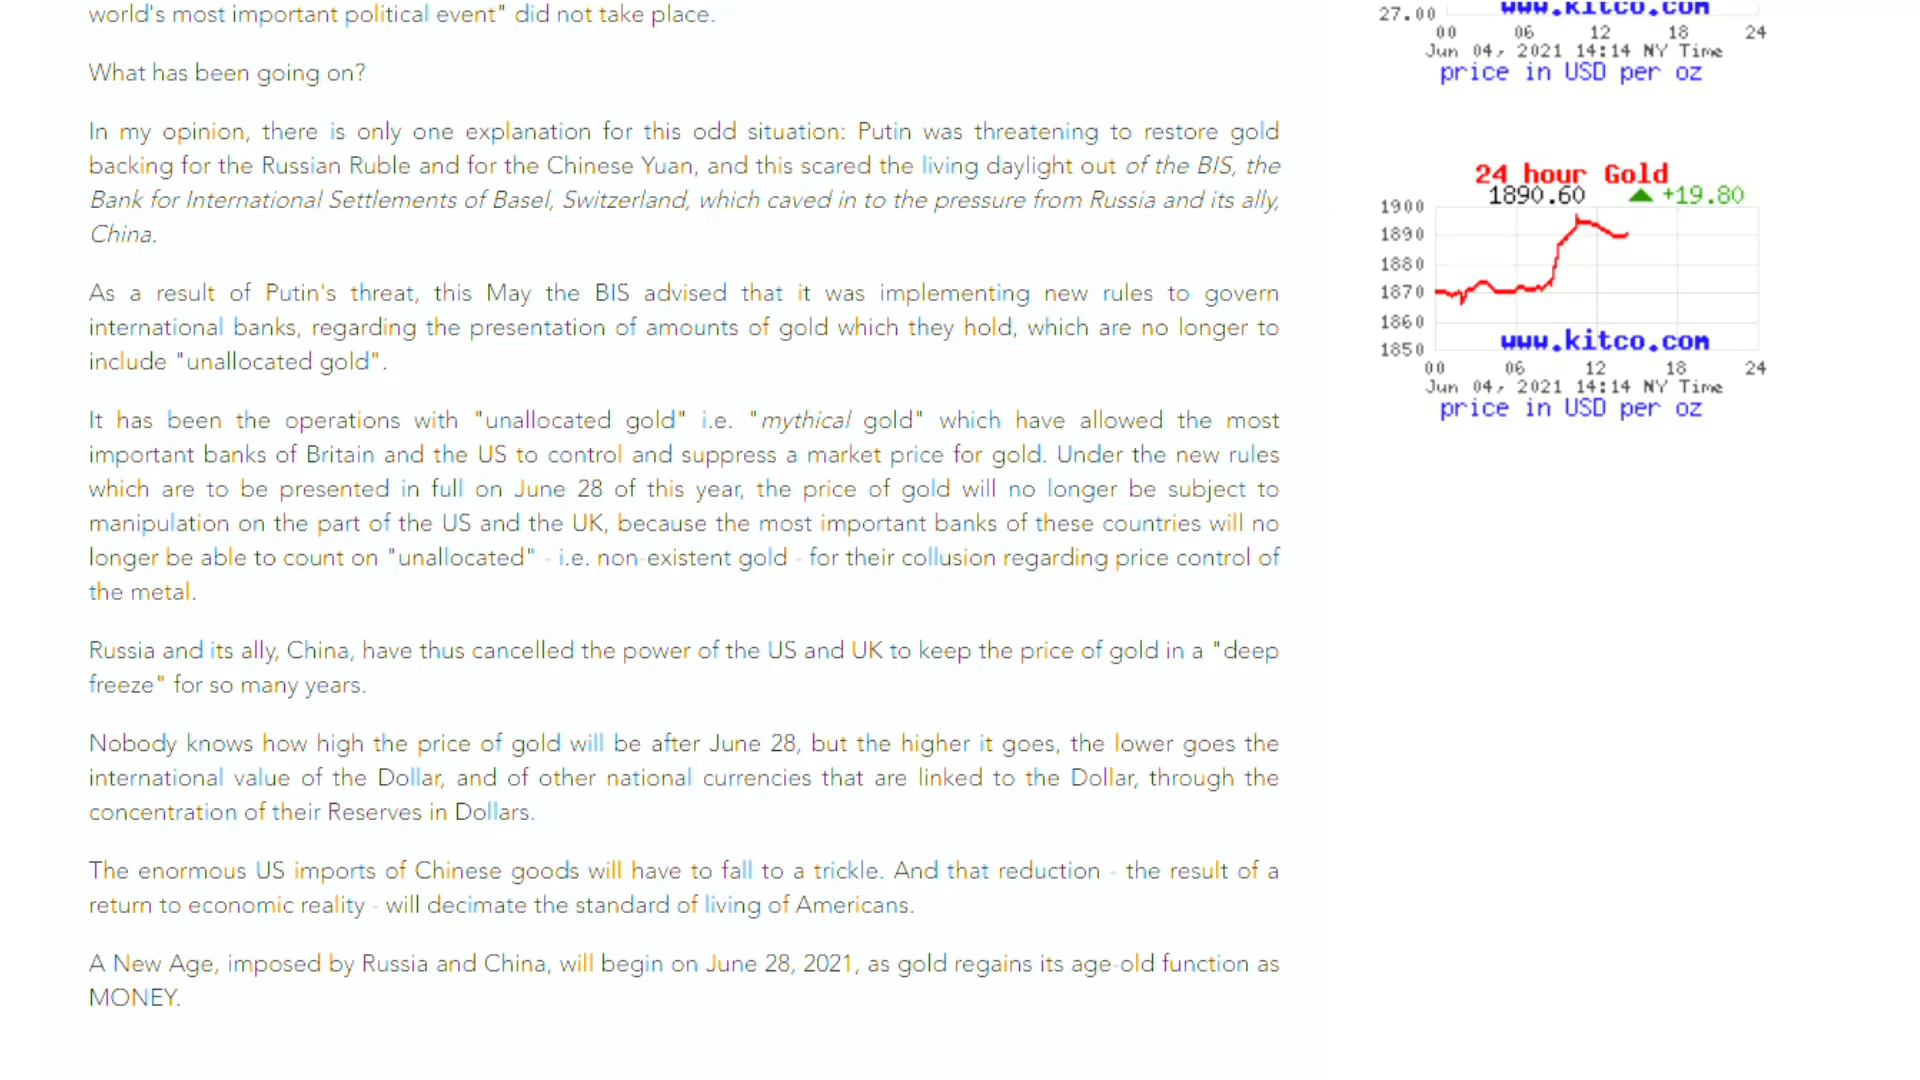 world's most important political event" did not take place.
What has been going on?
In my opinion, there is only one explanation for this odd situation: Putin was threatening to restore gold
backing for the Russian Ruble and for the Chinese Yuan, and this scared the living daylight out of the BIS, the
Bank for International Settlements of Basel, Switzerland, which caved in to the pressure from Russia and its ally,
China.
As a result of Putin's threat, this May the BIS advised that it was implementing new rules to govern
international banks, regarding the presentation of amounts of gold which they hold, which are no longer to
include "unallocated gold".
It has been the operations with "unallocated gold" i.e. "mythical gold" which have allowed the most
important banks of Britain and the US to control and suppress a market price for gold. Under the new rules
which are to be presented in full on June 28 of this year, the price of gold will no longer be subject to
manipulation on the part of the US and the UK, because the most important banks of these countries will no
longer be able to count on "unallocated" - i.e. non-existent gold - for their collusion regarding price control of
the metal.
Russia and its ally, China, have thus cancelled the power of the US and UK to keep the price of gold in a "deep
freeze" for so many years.
Nobody knows how high the price of gold will be after June 28, but the higher it goes, the lower goes the
international value of the Dollar, and of other national currencies that are linked to the Dollar, through the
concentration of their Reserves in Dollars.
The enormous US imports of Chinese goods will have to fall to a trickle. And that reduction - the result of a
return to economic reality - will decimate the standard of living of Americans.
A New Age, imposed by Russia and China, will begin on June 28, 2021, as gold regains its age-old function as
MONEY.
www.kitco.com
27.00
00 06 12 18 24
Jun 04, 2021 14:14 NY Time
price in USD per oz
24 hour Gold
1890.60 +19.80
1900
1890
1880
1870
1860
www.kitco.com
1850
00 06 12 18 24
Jun 04, 2021 14:14 NY Time
price in USD per oz